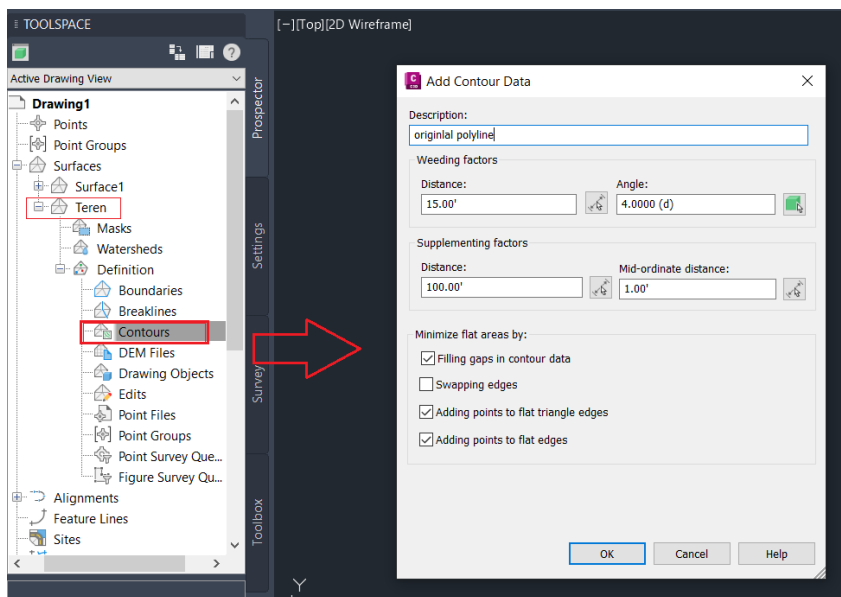 TOOLSPACE
[−][Top][2D Wireframe]
Active Drawing View
Drawing1
Points
Point Groups
Surfaces
Surface1
Teren
Masks
Watersheds
Definition
Boundaries
Breaklines
Contours
DEM Files
Drawing Objects
Edits
Point Files
Point Groups
Point Survey Que...
Figure Survey Qu...
Alignments
Feature Lines
Sites
Prospector
Settings
Survey
Toolbox
Add Contour Data
Description:
originlal polyline
Weeding factors
Distance:
Angle:
15.00'
4.0000 (d)
Supplementing factors
Distance:
Mid-ordinate distance:
100.00'
1.00'
Minimize flat areas by:
Filling gaps in contour data
Swapping edges
Adding points to flat triangle edges
Adding points to flat edges
OK
Cancel
Help
Y